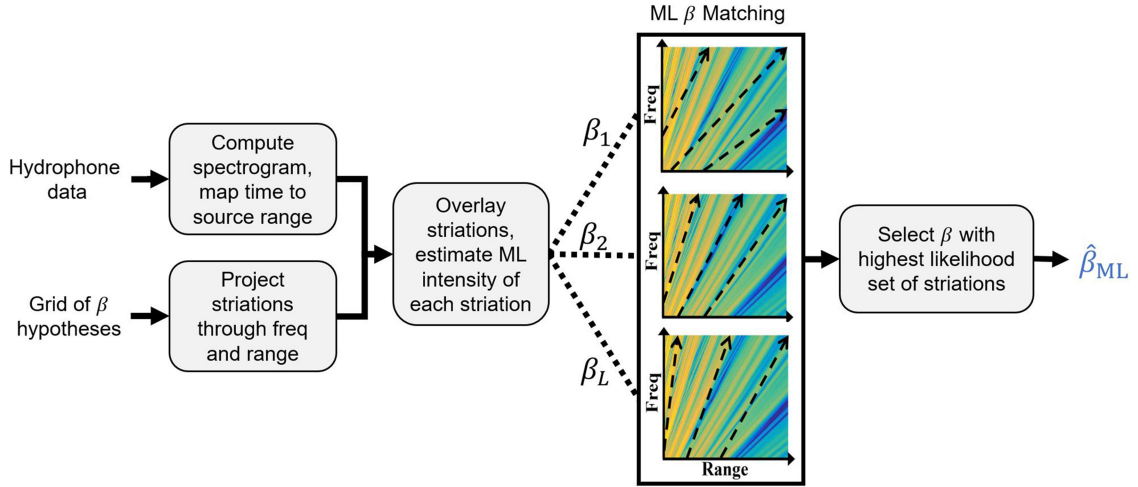 ML β Matching
Hydrophone
data
Compute
spectrogram,
map time to
source range
Grid of β
hypotheses
Project
striations
through freq
and range
Overlay
striations,
estimate ML
intensity of
each striation
β₁
β₂
β_L
Freq
Freq
Freq
Range
Select β with
highest likelihood
set of striations
β̂_ML